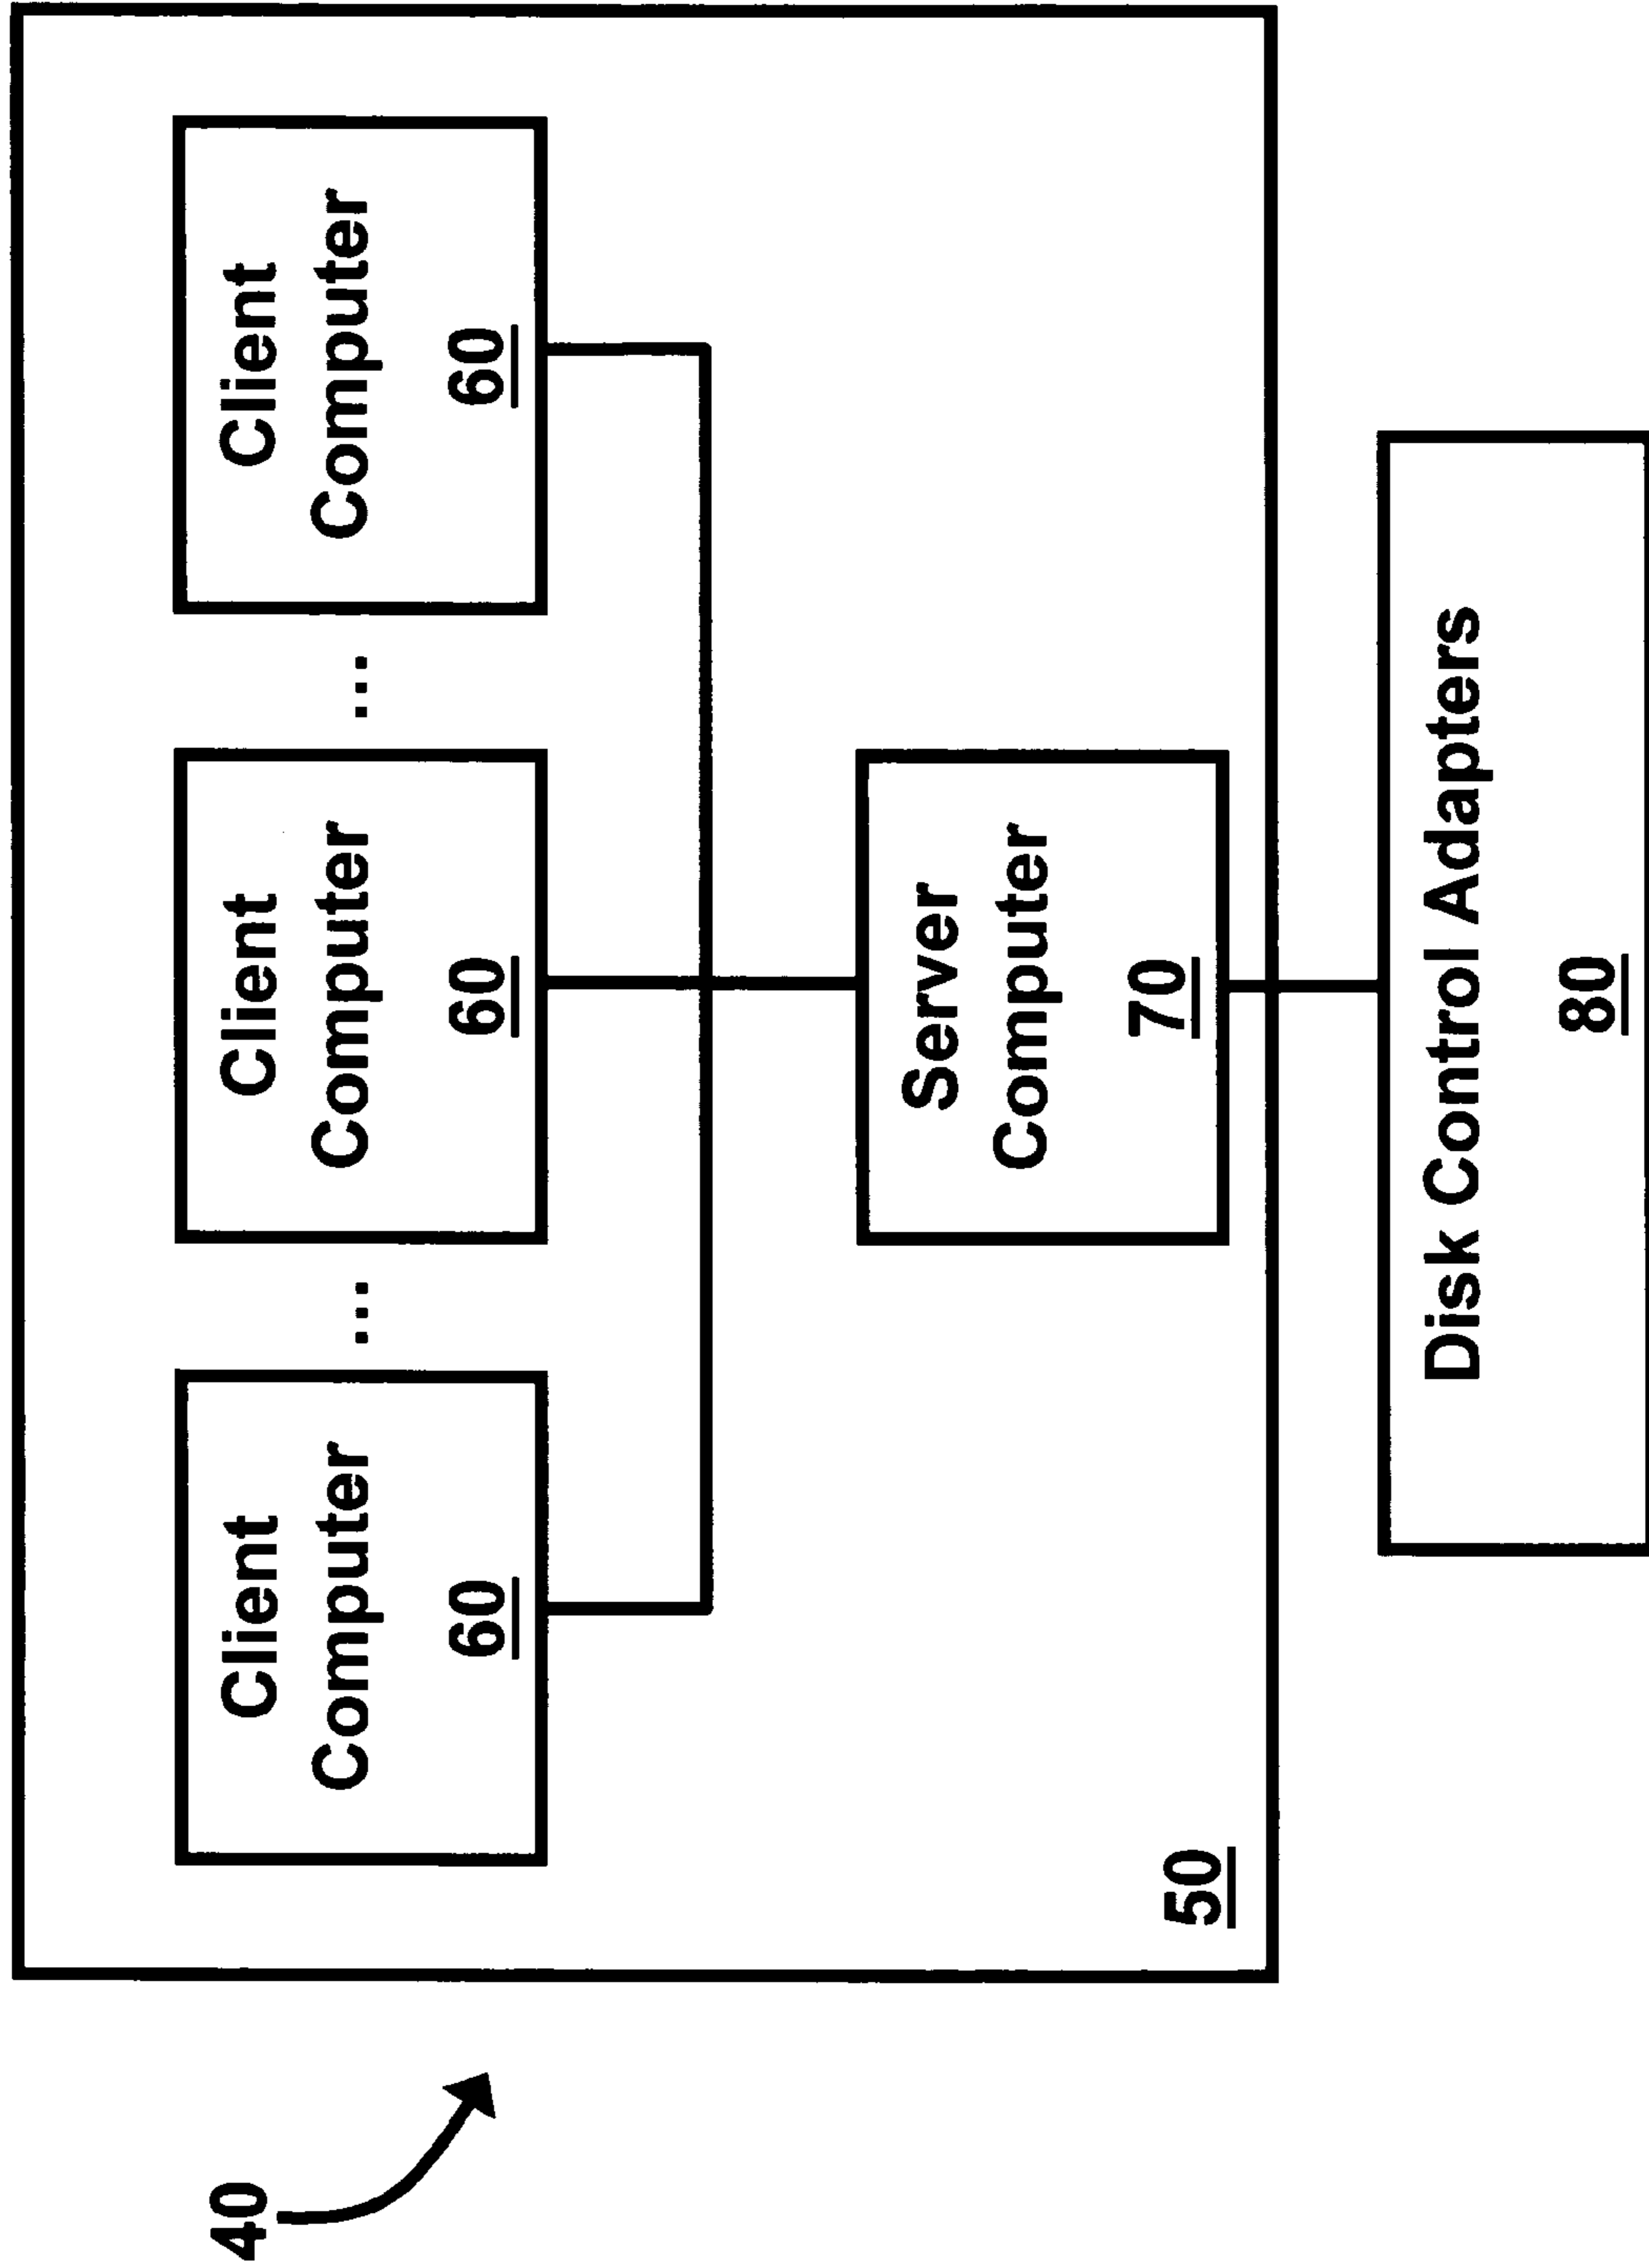 40
Client
Computer
60
...
Client
Computer
60
...
Client
Computer
60
Server
Computer
70
50
Disk Control Adapters
80